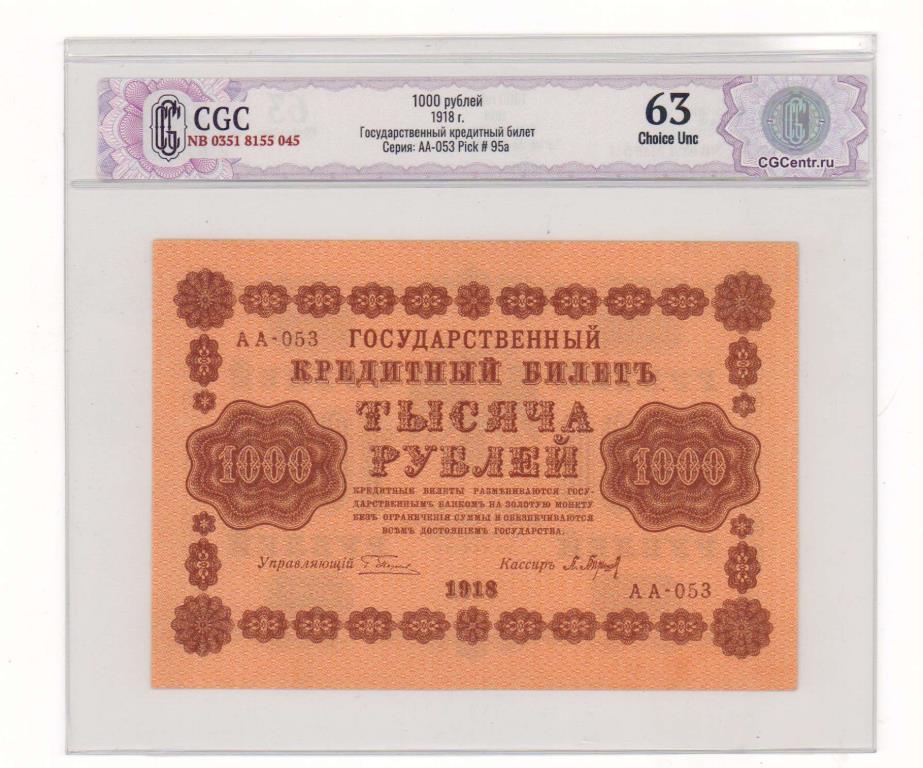 CGC
NB 0351 8155 045
1000 рублей
1918 г.
Государственный кредитный билет
Серия: АА-053 Pick # 95a
63
Choice Unc
CGCentr.ru
АА-053
ГОСУДАРСТВЕННЫЙ
КРЕДИТНЫЙ БИЛЕТЪ
ТЫСЯЧА
РУБЛЕЙ
1000
1000
КРЕДИТНЫЕ БИЛЕТЫ РАЗМѢНИВАЮТСЯ ГОСУ-
ДАРСТВЕННЫМЪ БАНКОМЪ НА ЗОЛОТУЮ МОНЕТУ
БЕЗЪ ОГРАНИЧЕНІЯ СУММЫ И ОБЕЗПЕЧИВАЮТСЯ
ВСѢМЪ ДОСТОЯНІЕМЪ ГОСУДАРСТВА.
Управляющій
Кассиръ
1918
АА-053